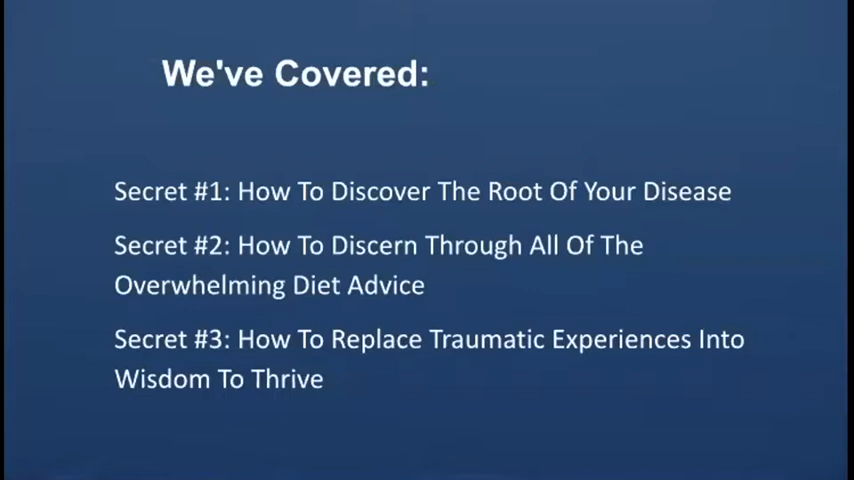 We've Covered:
Secret #1: How To Discover The Root Of Your Disease
Secret #2: How To Discern Through All Of The
Overwhelming Diet Advice
Secret #3: How To Replace Traumatic Experiences Into
Wisdom To Thrive